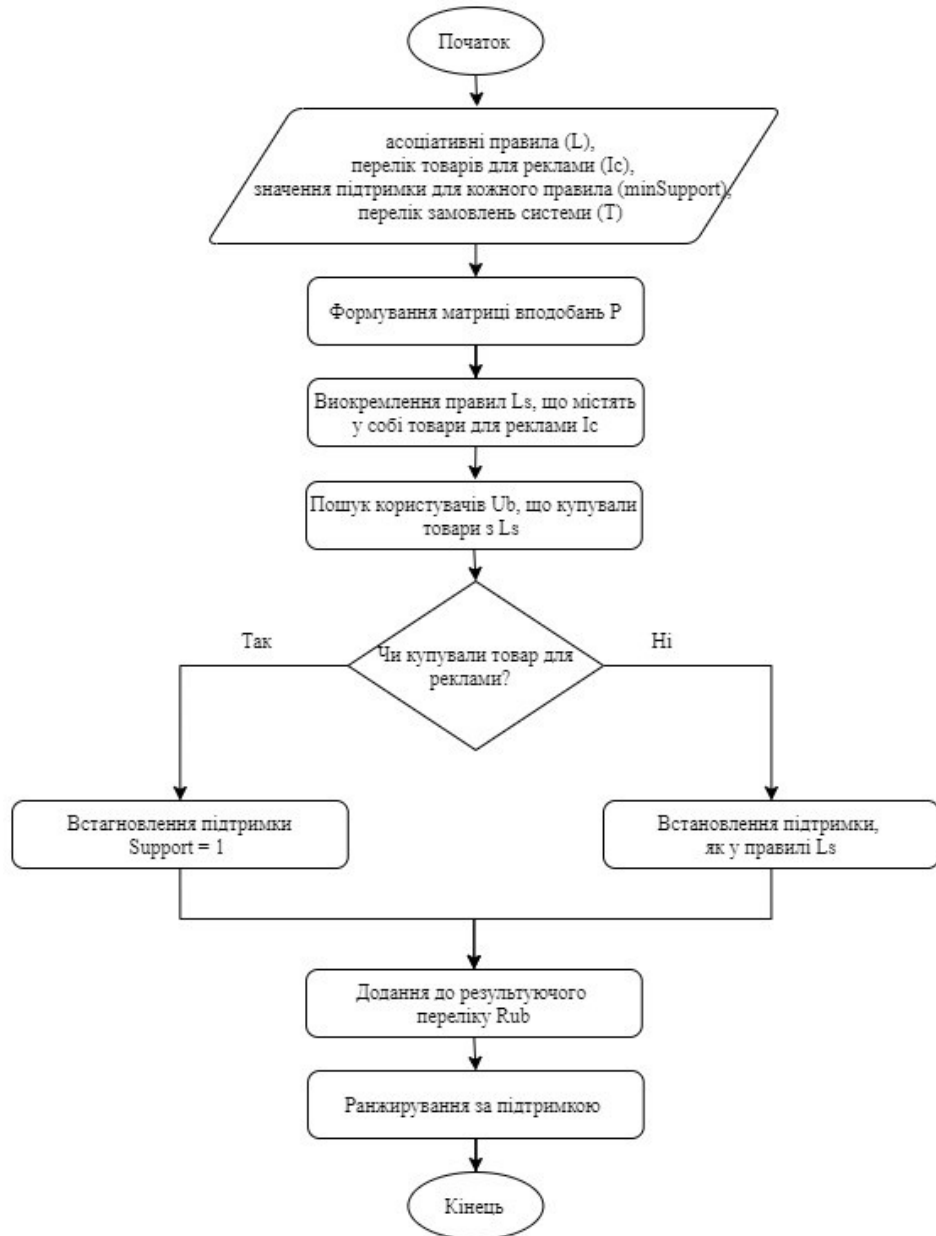 Початок
асоціативні правила (L),
перелік товарів для реклами (Ic),
значення підтримки для кожного правила (minSupport),
перелік замовлень системи (T)
Формування матриці вподобань P
Виокремлення правил Ls, що містять
у собі товари для реклами Ic
Пошук користувачів Ub, що купували
товари з Ls
Чи купували товар для
реклами?
Так
Ні
Встагновлення підтримки
Support = 1
Встановлення підтримки,
як у правилі Ls
Додання до результуючого
переліку Rub
Ранжирування за підтримкою
Кінець